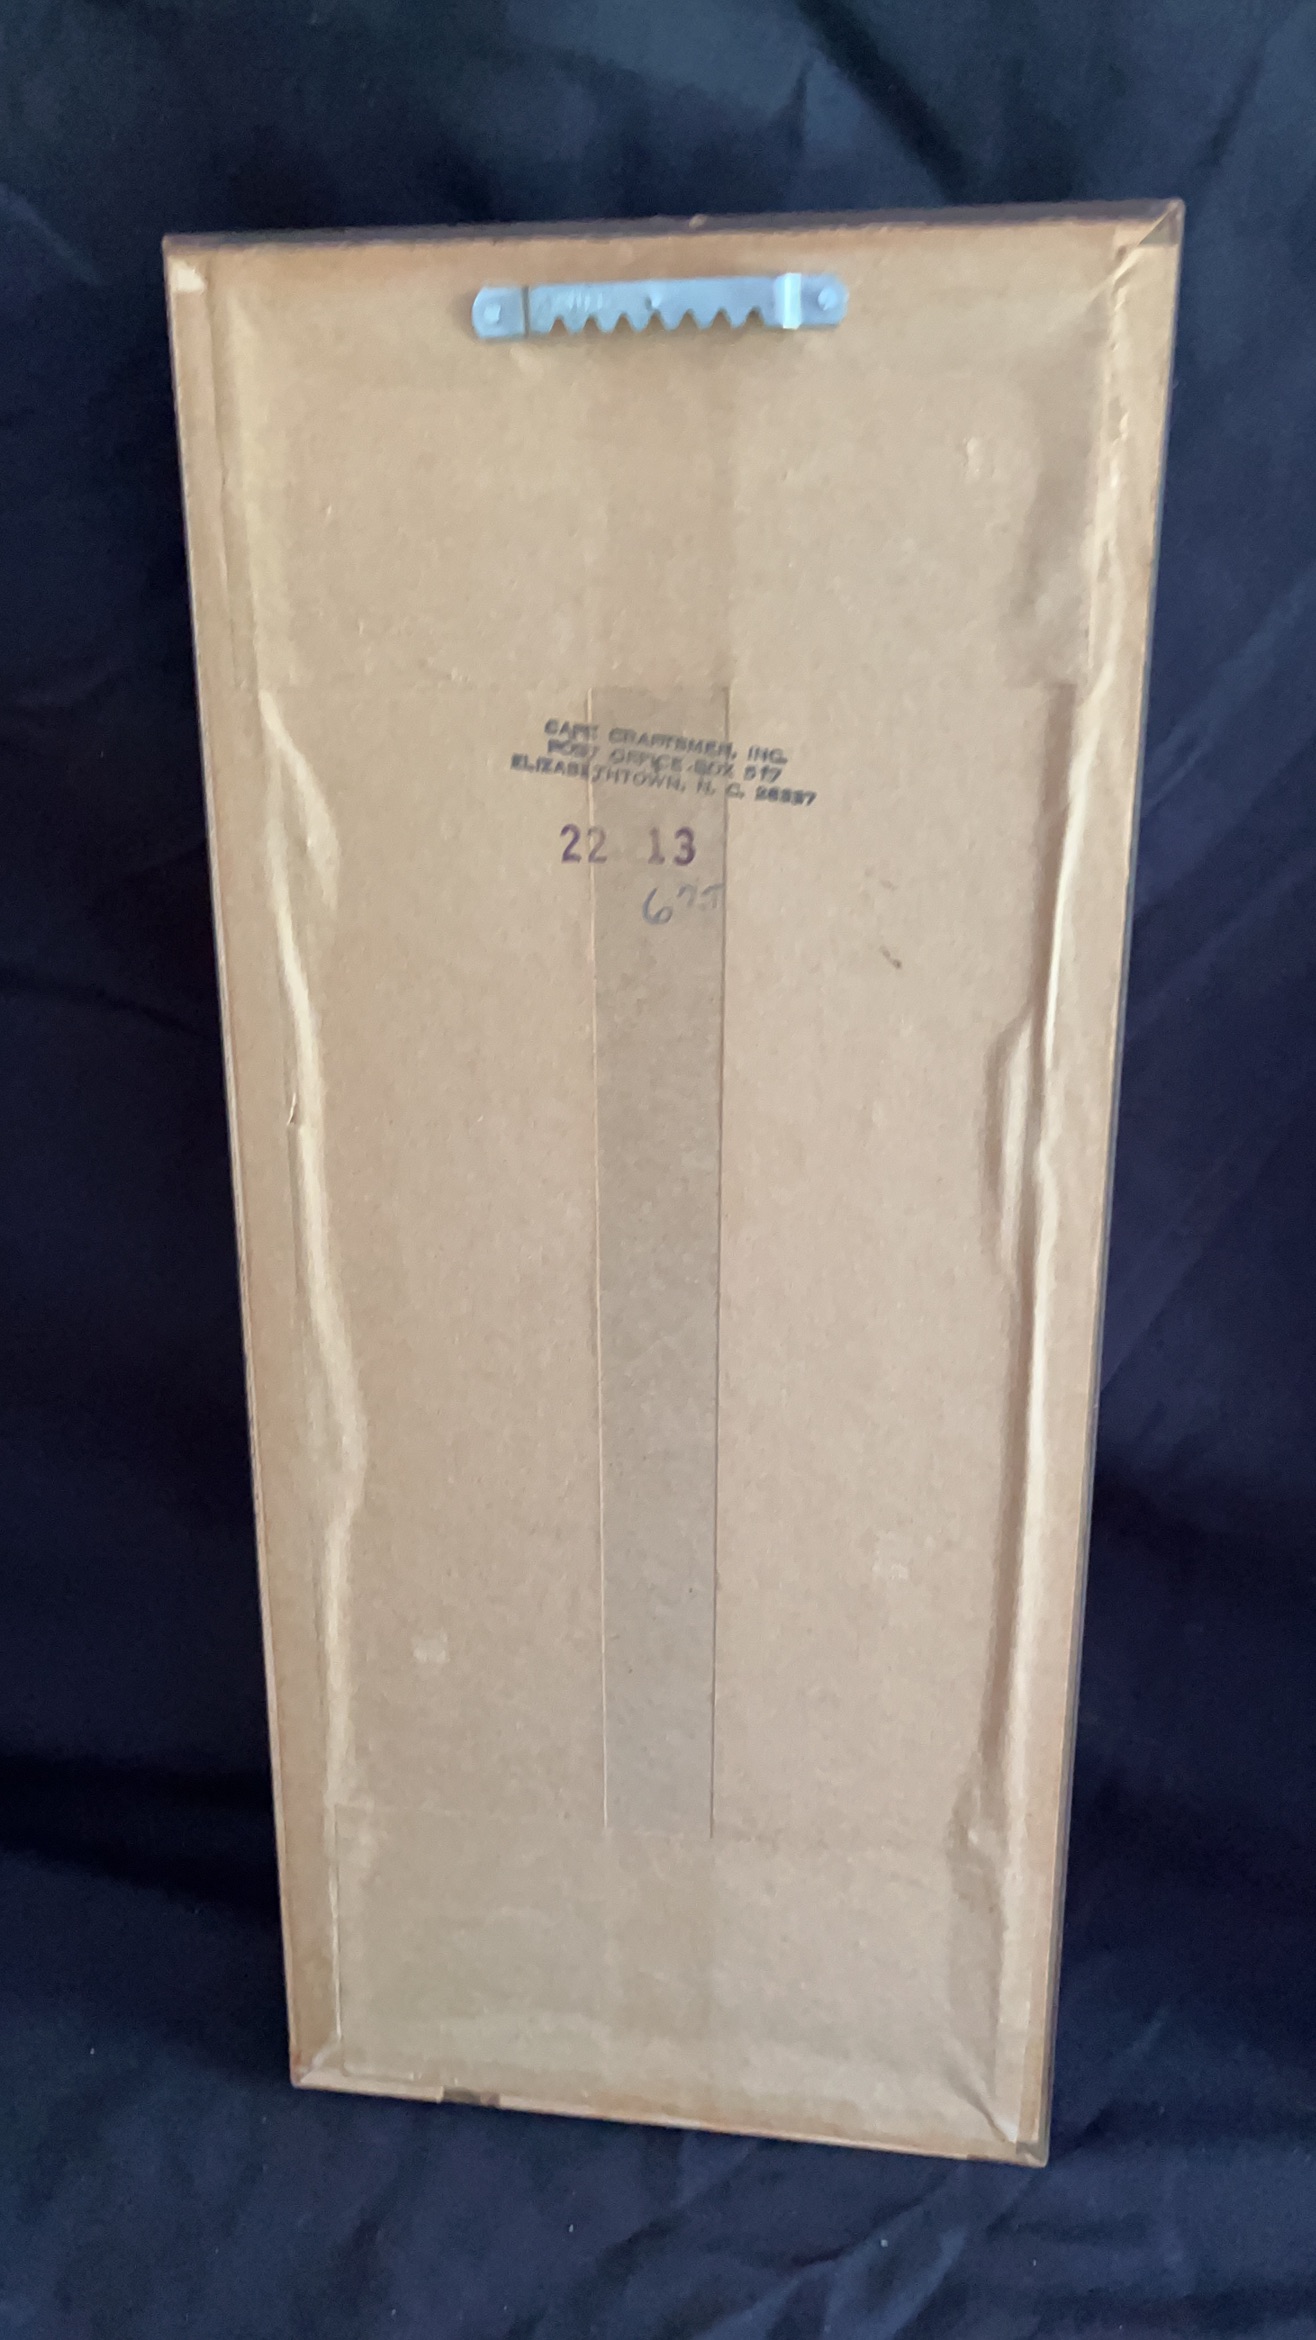 CAPE CRAFTSMEN, INC.
POST OFFICE BOX 517
ELIZABETHTOWN, N. C. 28337
22 13
6 75